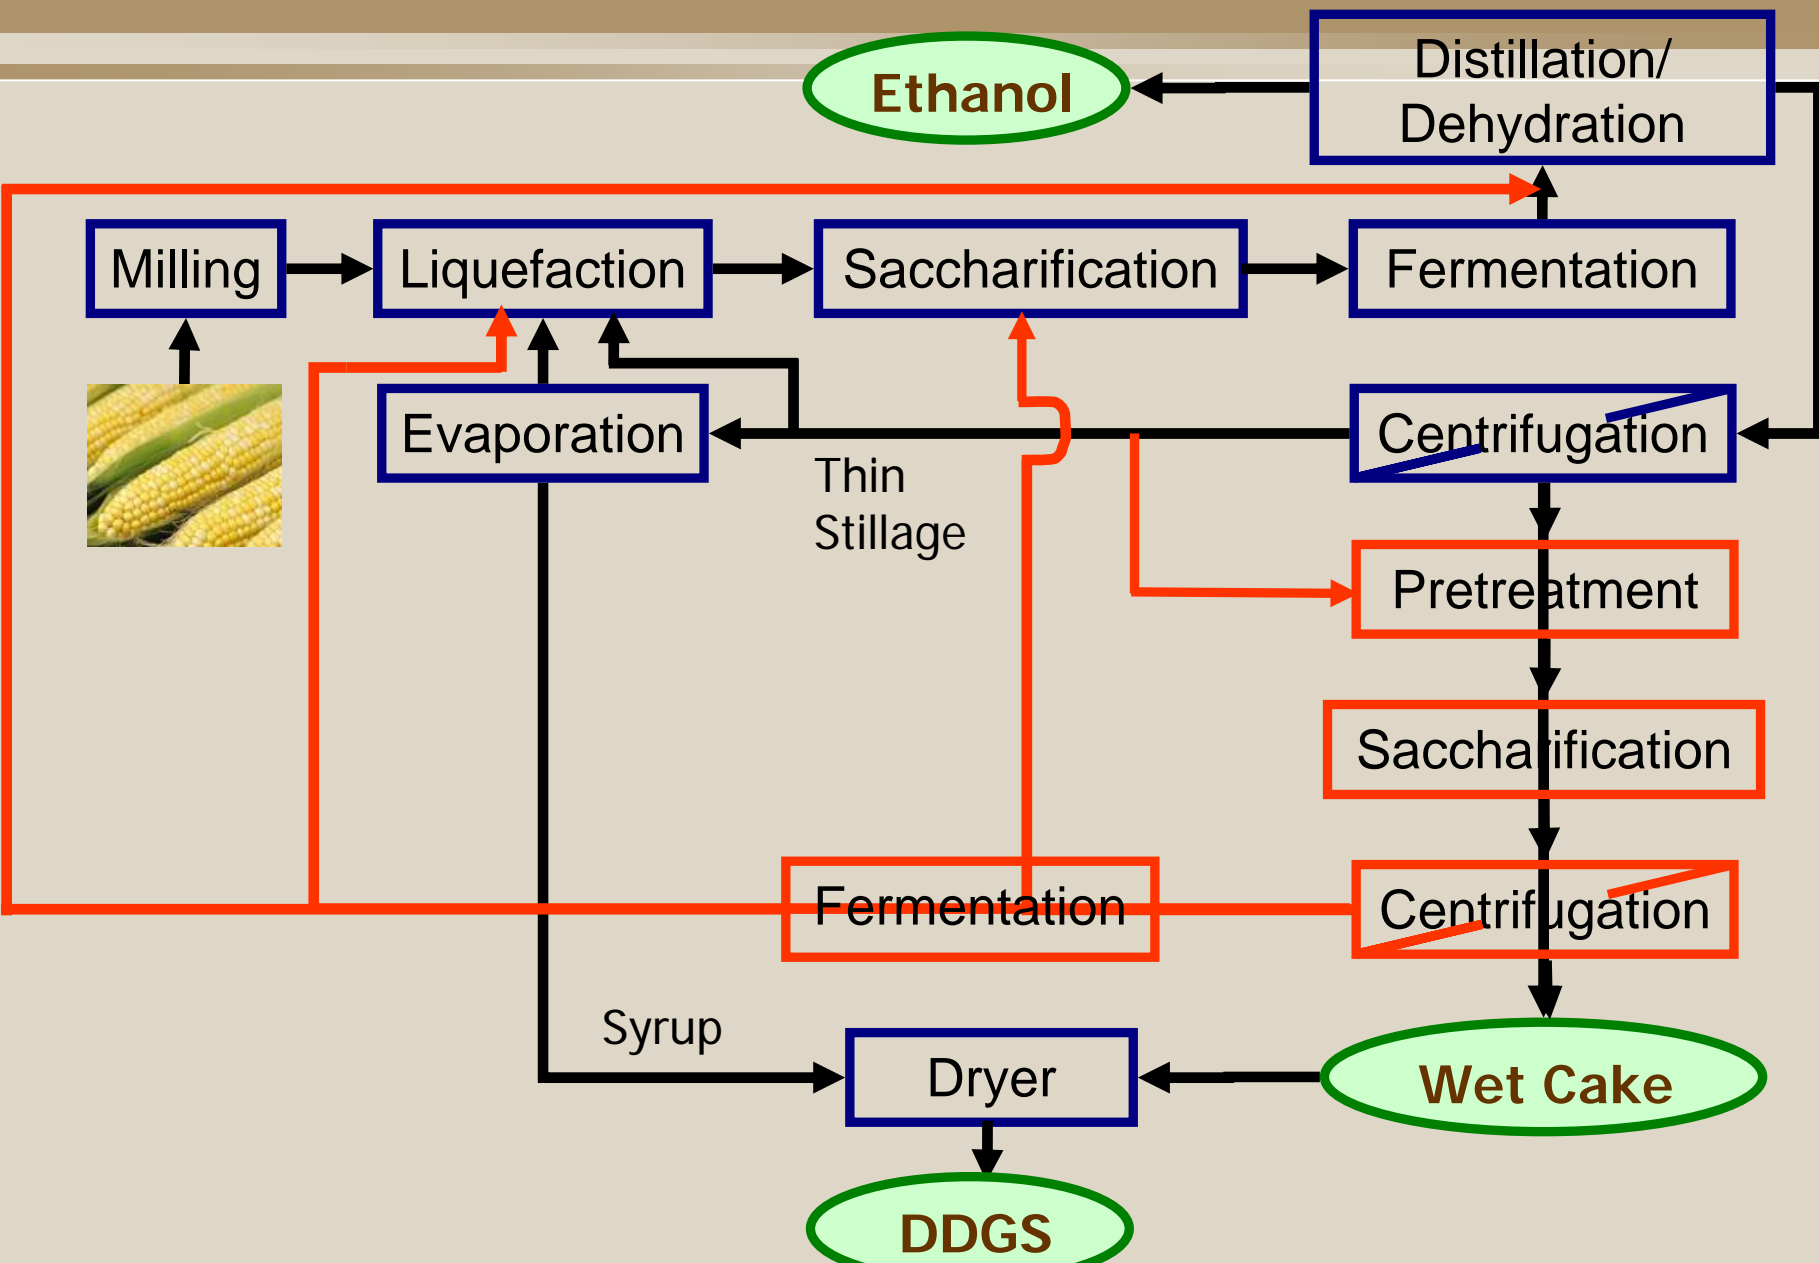 Distillation/
Dehydration
Ethanol
Milling
Liquefaction
Saccharification
Fermentation
Evaporation
Centrifugation
Thin
Stillage
Pretreatment
Saccharification
Fermentation
Centrifugation
Syrup
Dryer
Wet Cake
DDGS